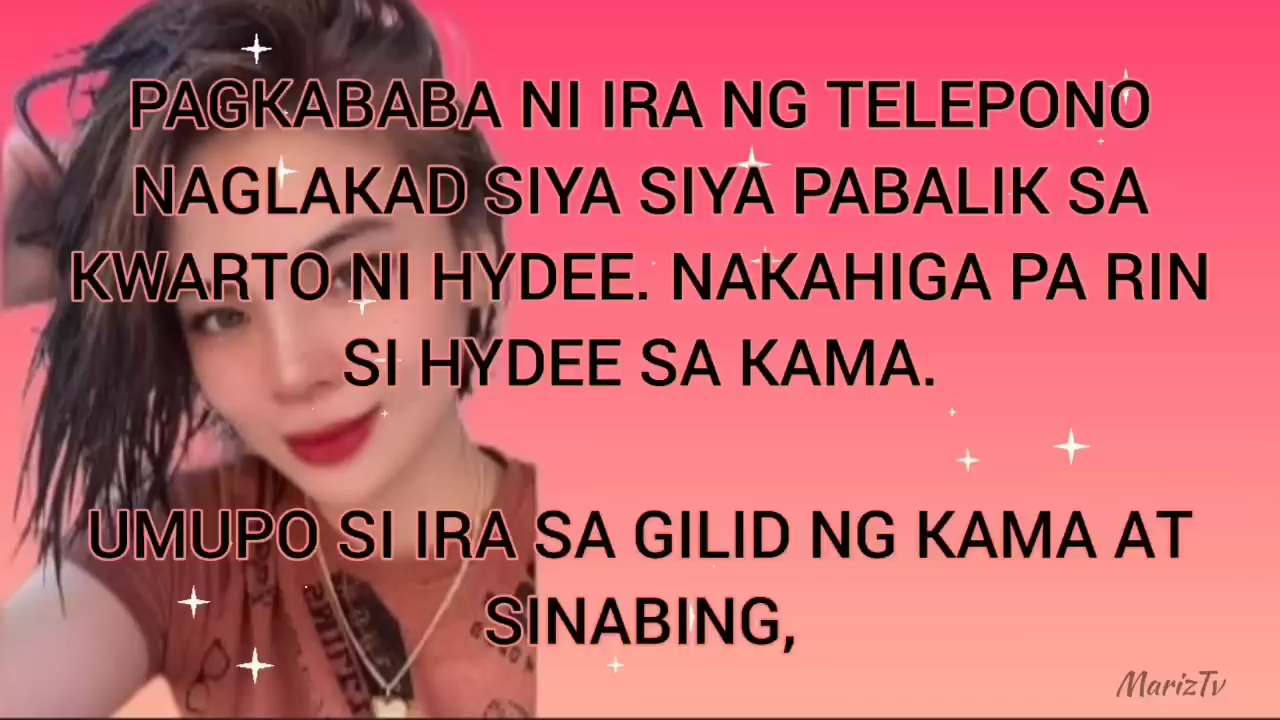 PAGKABABA NI IRA NG TELEPONO
NAGLAKAD SIYA SIYA PABALIK SA
KWARTO NI HYDEE. NAKAHIGA PA RIN
SI HYDEE SA KAMA.
UMUPO SI IRA SA GILID NG KAMA AT
SINABING,
MarizTv